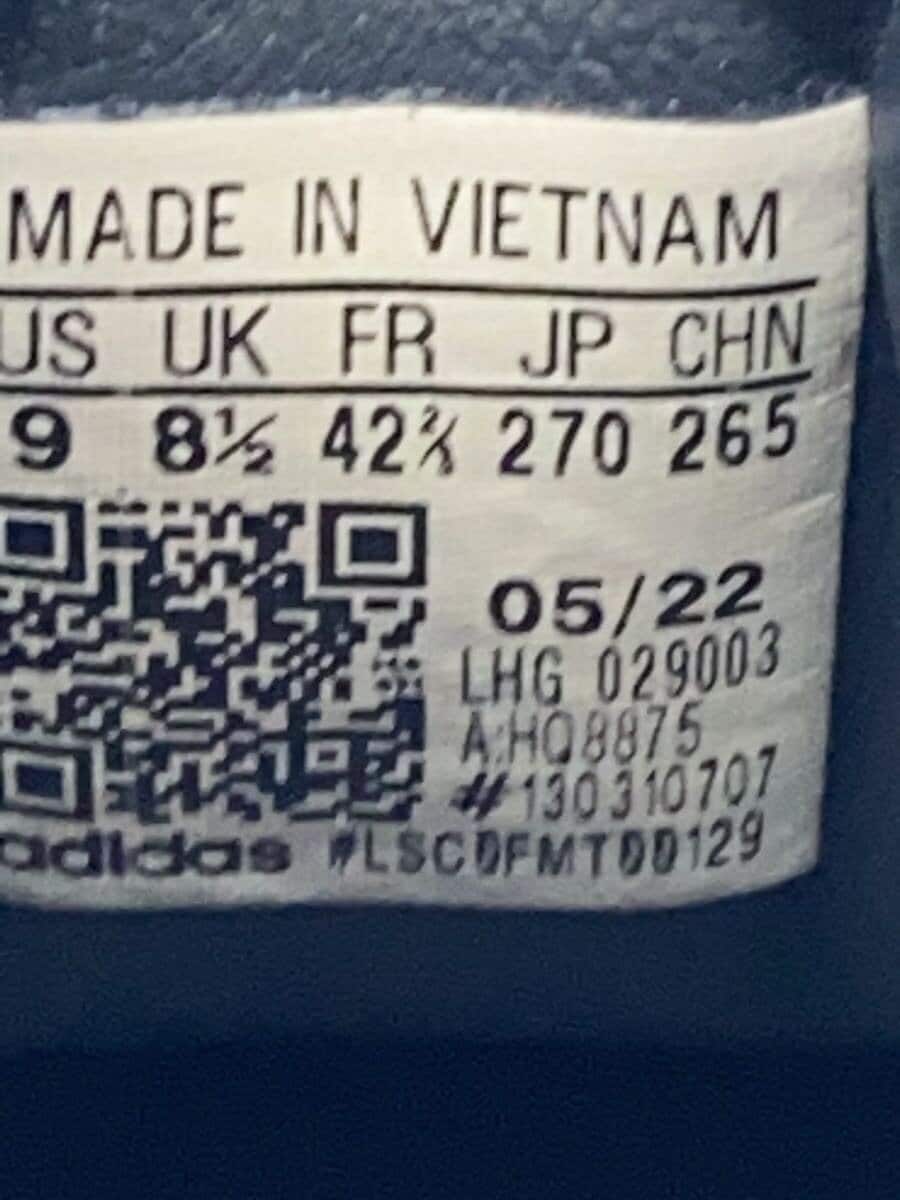 MADE IN VIETNAM
US UK FR JP CHN
9 8½ 42⅔ 270 265
05/22
LHG 029003
A:HQ8875
#130310707
adidas #LSC0FMT00129